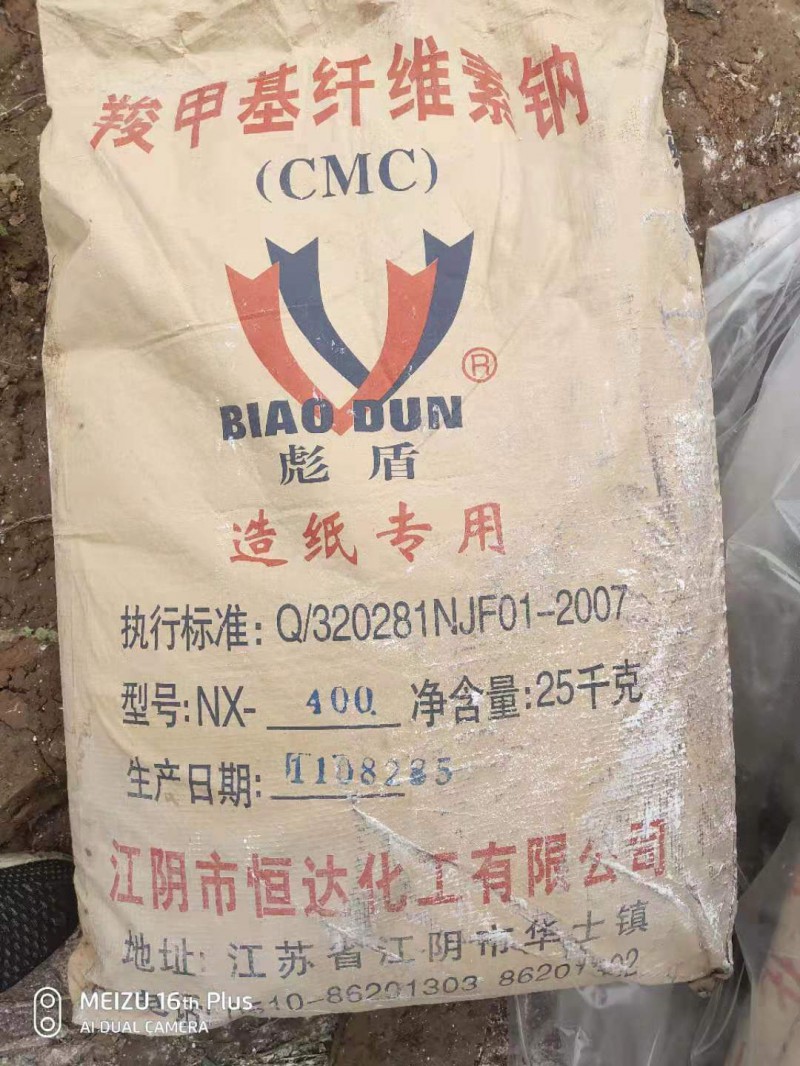 羧甲基纤维素钠
(CMC)
®
BIAO DUN
彪盾
造纸专用
执行标准: Q/320281NJF01-2007
型号:NX- 400 净含量:25千克
生产日期:
江阴市恒达化工有限公司
地址: 江苏省江阴市华士镇
510-86201303
MEIZU 16th Plus
AI DUAL CAMERA